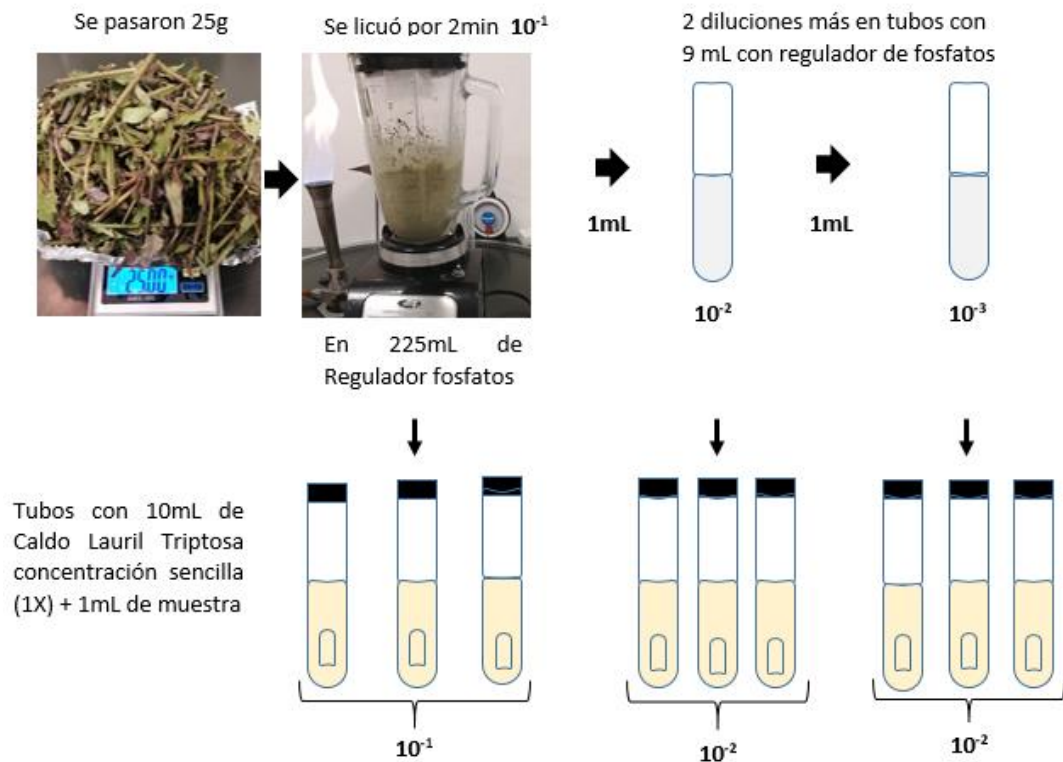 Se pasaron 25g
Se licuó por 2min 10⁻¹
2 diluciones más en tubos con
9 mL con regulador de fosfatos
25.00
1mL
1mL
10⁻²
10⁻³
En 225mL de
Regulador fosfatos
Tubos con 10mL de
Caldo Lauril Triptosa
concentración sencilla
(1X) + 1mL de muestra
10⁻¹
10⁻²
10⁻²